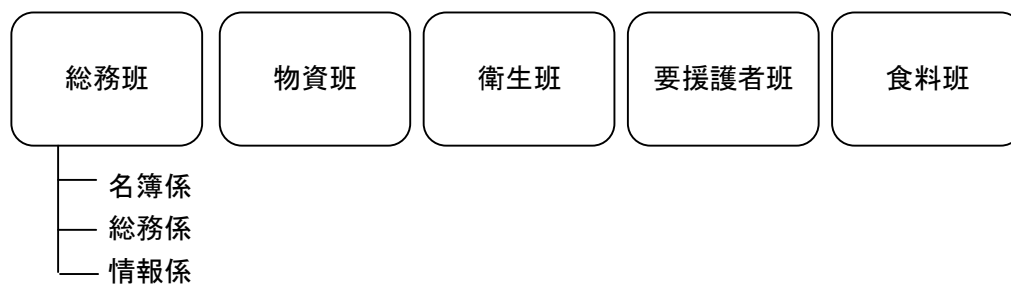 総務班
物資班
衛生班
要援護者班
食料班
名簿係
総務係
情報係